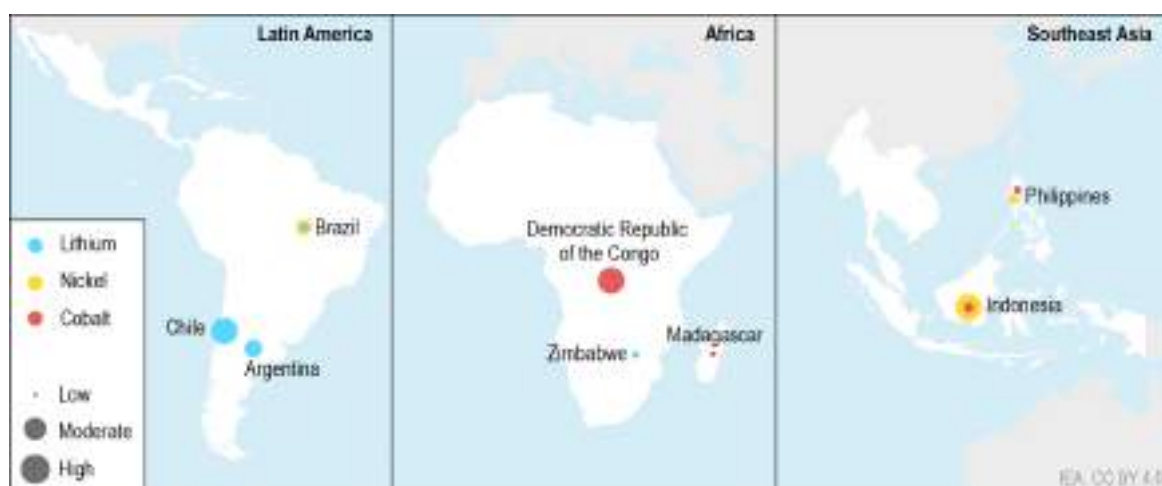 Latin America
Africa
Southeast Asia
Brazil
Chile
Argentina
Lithium
Nickel
Cobalt
Low
Moderate
High
Democratic Republic
of the Congo
Zimbabwe
Madagascar
Philippines
Indonesia
IEA. CC BY 4.0